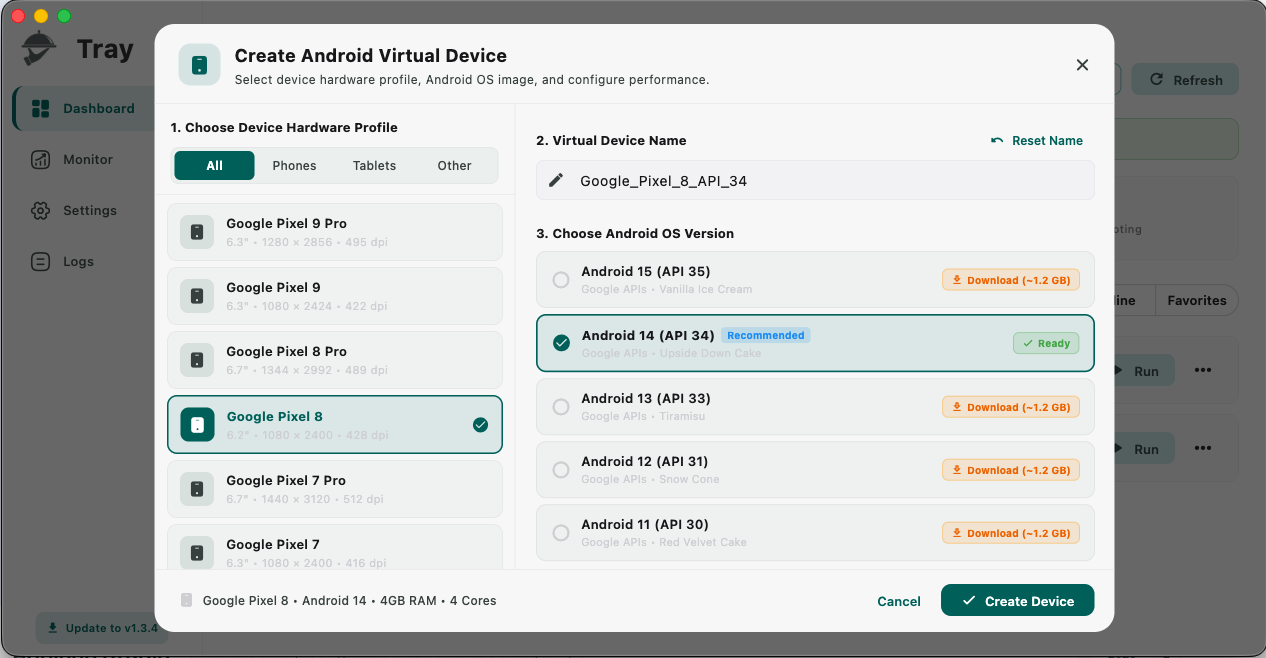 Tray
Dashboard
Monitor
Settings
Logs
Update to v1.3.4
Create Android Virtual Device
Select device hardware profile, Android OS image, and configure performance.
1. Choose Device Hardware Profile
All
Phones
Tablets
Other
Google Pixel 9 Pro
6.3" • 1280 × 2856 • 495 dpi
Google Pixel 9
6.3" • 1080 × 2424 • 422 dpi
Google Pixel 8 Pro
6.7" • 1344 × 2992 • 489 dpi
Google Pixel 8
6.2" • 1080 × 2400 • 428 dpi
Google Pixel 7 Pro
6.7" • 1440 × 3120 • 512 dpi
Google Pixel 7
6.3" • 1080 × 2400 • 416 dpi
2. Virtual Device Name
Reset Name
Google_Pixel_8_API_34
3. Choose Android OS Version
Android 15 (API 35)
Google APIs • Vanilla Ice Cream
Download (~1.2 GB)
Android 14 (API 34) Recommended
Google APIs • Upside Down Cake
Ready
Android 13 (API 33)
Google APIs • Tiramisu
Download (~1.2 GB)
Android 12 (API 31)
Google APIs • Snow Cone
Download (~1.2 GB)
Android 11 (API 30)
Google APIs • Red Velvet Cake
Download (~1.2 GB)
Google Pixel 8 • Android 14 • 4GB RAM • 4 Cores
Cancel
Create Device
Refresh
oting
ine
Favorites
Run
Run